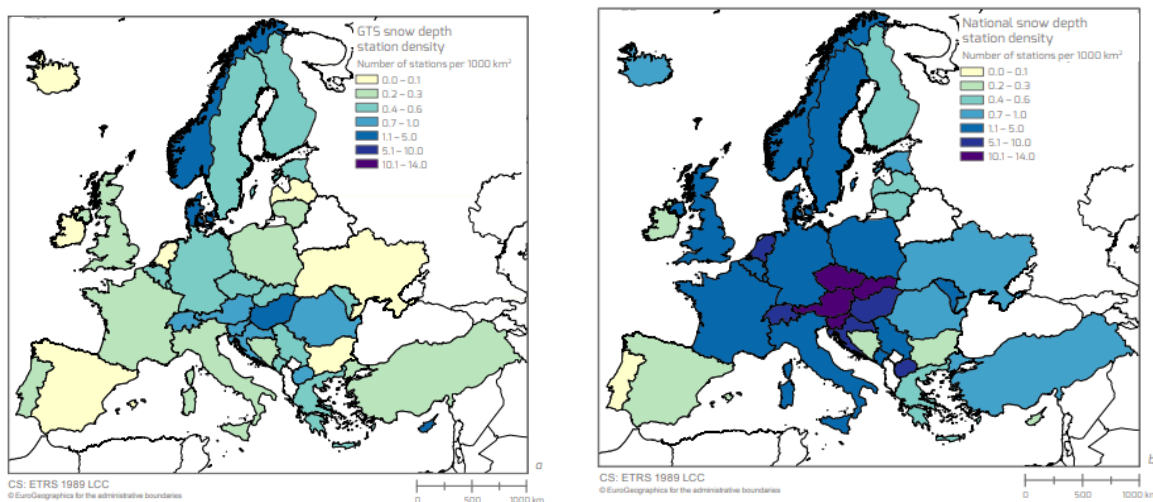 GTS snow depth
station density
Number of stations per 1000 km²
0.0 – 0.1
0.2 – 0.3
0.4 – 0.6
0.7 – 1.0
1.1 – 5.0
5.1 – 10.0
10.1 – 14.0
a
CS: ETRS 1989 LCC
© EuroGeographics for the administrative boundaries
0 500 1000 km
National snow depth
station density
Number of stations per 1000 km²
0.0 – 0.1
0.2 – 0.3
0.4 – 0.6
0.7 – 1.0
1.1 – 5.0
5.1 – 10.0
10.1 – 14.0
b
CS: ETRS 1989 LCC
© EuroGeographics for the administrative boundaries
0 500 1000 km